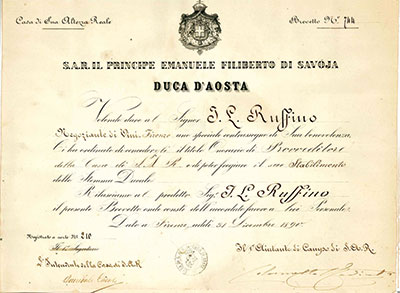 Casa di Sua Altezza Reale
Brevetto N.° 744
S.A.R. IL PRINCIPE EMANUELE FILIBERTO DI SAVOJA
DUCA D'AOSTA
Volendo dare al Signor I. L. Ruffino
Negoziante di Vini, Firenze uno speciale contrassegno di Sua benevolenza,
Ci ha ordinato di concedergli il titolo onorario di Provveditore
della Casa di S.A.R. e di poter fregiare il suo Stabilimento
dello Stemma Ducale.
Rilasciamo al predetto Sig. I. L. Ruffino
il presente Brevetto onde consti dell'accordato favore a Lui Personale.
Dato a Firenze, addì 31 Dicembre 1890.
Registrato a carte N.° 210
Il 1° Aiutante di Campo di S.A.R.
L'Intendente della Casa di S.A.R.